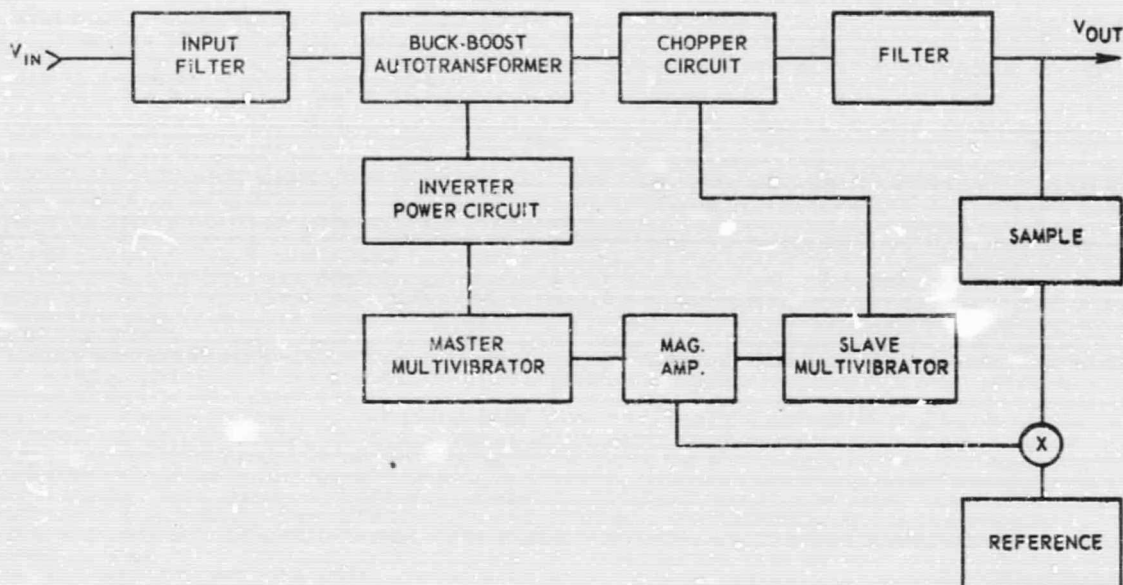 V_IN
INPUT
FILTER
BUCK-BOOST
AUTOTRANSFORMER
CHOPPER
CIRCUIT
FILTER
V_OUT
INVERTER
POWER CIRCUIT
SAMPLE
MASTER
MULTIVIBRATOR
MAG.
AMP.
SLAVE
MULTIVIBRATOR
X
REFERENCE